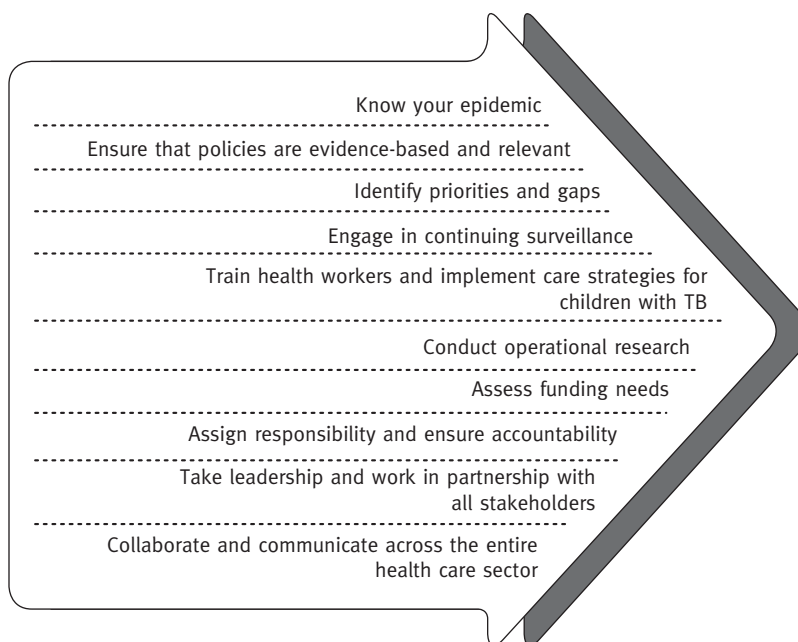 Know your epidemic
Ensure that policies are evidence-based and relevant
Identify priorities and gaps
Engage in continuing surveillance
Train health workers and implement care strategies for
children with TB
Conduct operational research
Assess funding needs
Assign responsibility and ensure accountability
Take leadership and work in partnership with
all stakeholders
Collaborate and communicate across the entire
health care sector